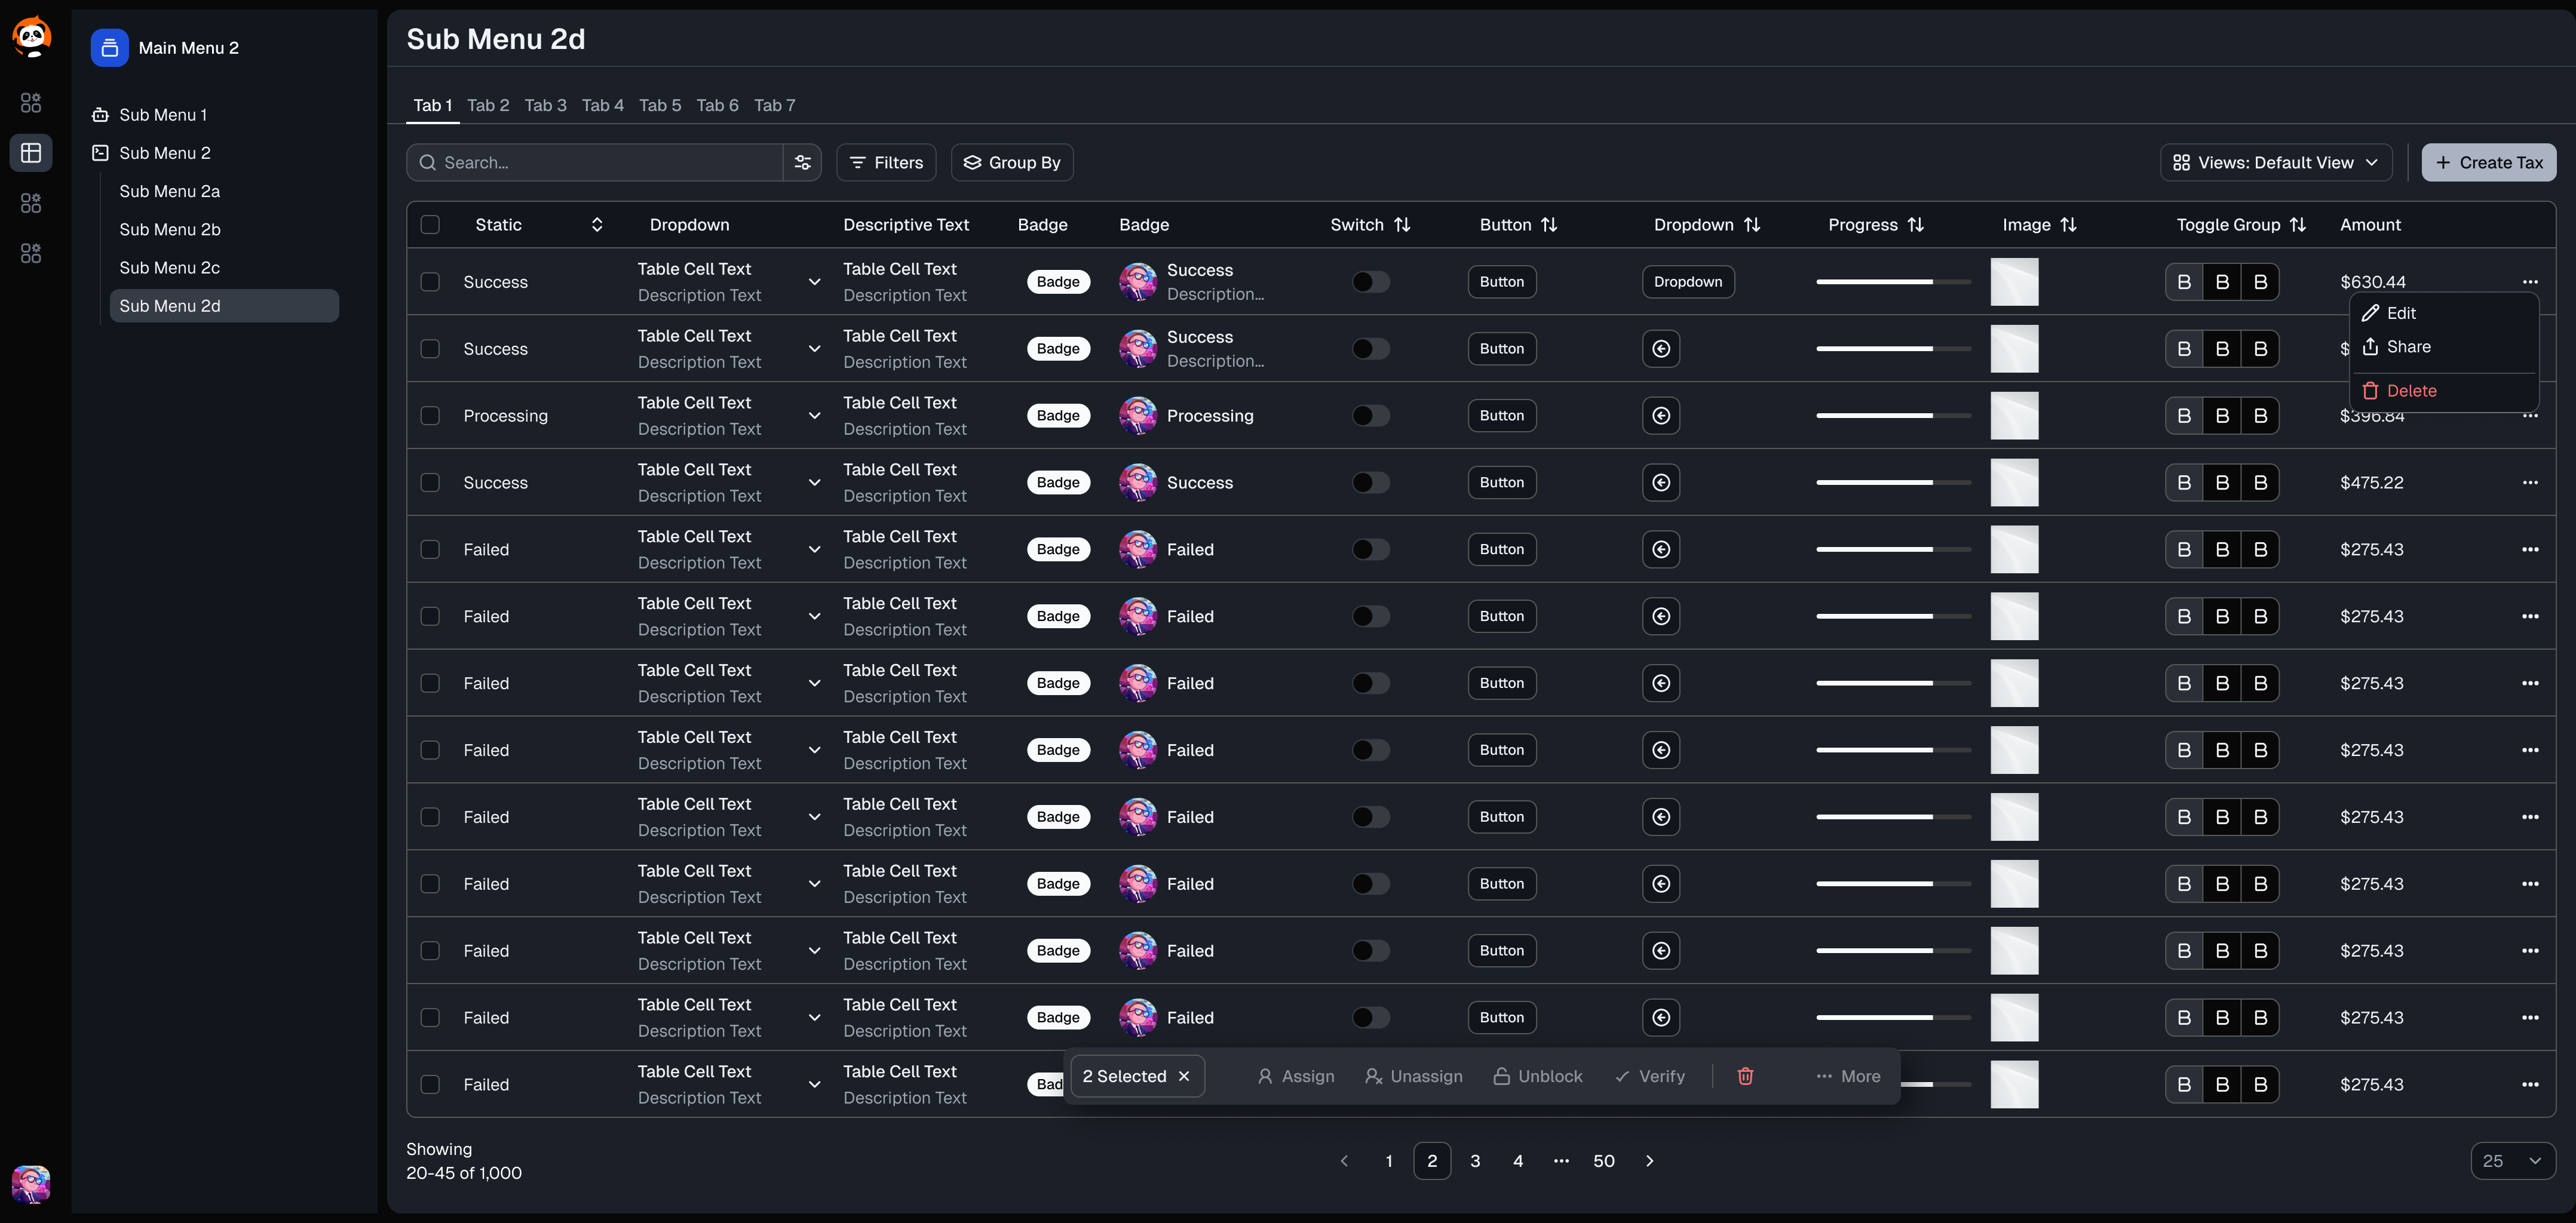 Main Menu 2
Sub Menu 1
Sub Menu 2
Sub Menu 2a
Sub Menu 2b
Sub Menu 2c
Sub Menu 2d
Sub Menu 2d
Tab 1 Tab 2 Tab 3 Tab 4 Tab 5 Tab 6 Tab 7
Search... Filters Group By Views: Default View Create Tax
Static Dropdown Descriptive Text Badge Badge Switch Button Dropdown Progress Image Toggle Group Amount
Table Cell Text Table Cell Text Success
Success Badge Button Dropdown B B B $630.44
Description Text Description Text Description...
Edit
Share
Delete
Table Cell Text Table Cell Text Success
Success Badge Button B B B $
Description Text Description Text Description...
Table Cell Text Table Cell Text
Processing Badge Processing Button B B B $396.84
Description Text Description Text
Table Cell Text Table Cell Text
Success Badge Success Button B B B $475.22
Description Text Description Text
Table Cell Text Table Cell Text
Failed Badge Failed Button B B B $275.43
Description Text Description Text
Table Cell Text Table Cell Text
Failed Badge Failed Button B B B $275.43
Description Text Description Text
Table Cell Text Table Cell Text
Failed Badge Failed Button B B B $275.43
Description Text Description Text
Table Cell Text Table Cell Text
Failed Badge Failed Button B B B $275.43
Description Text Description Text
Table Cell Text Table Cell Text
Failed Badge Failed Button B B B $275.43
Description Text Description Text
Table Cell Text Table Cell Text
Failed Badge Failed Button B B B $275.43
Description Text Description Text
Table Cell Text Table Cell Text
Failed Badge Failed Button B B B $275.43
Description Text Description Text
Table Cell Text Table Cell Text
Failed Badge Failed Button B B B $275.43
Description Text Description Text
Table Cell Text Table Cell Text
Failed Bad B B B $275.43
Description Text Description Text
2 Selected Assign Unassign Unblock Verify More
Showing
20-45 of 1,000
1 2 3 4 ... 50
25